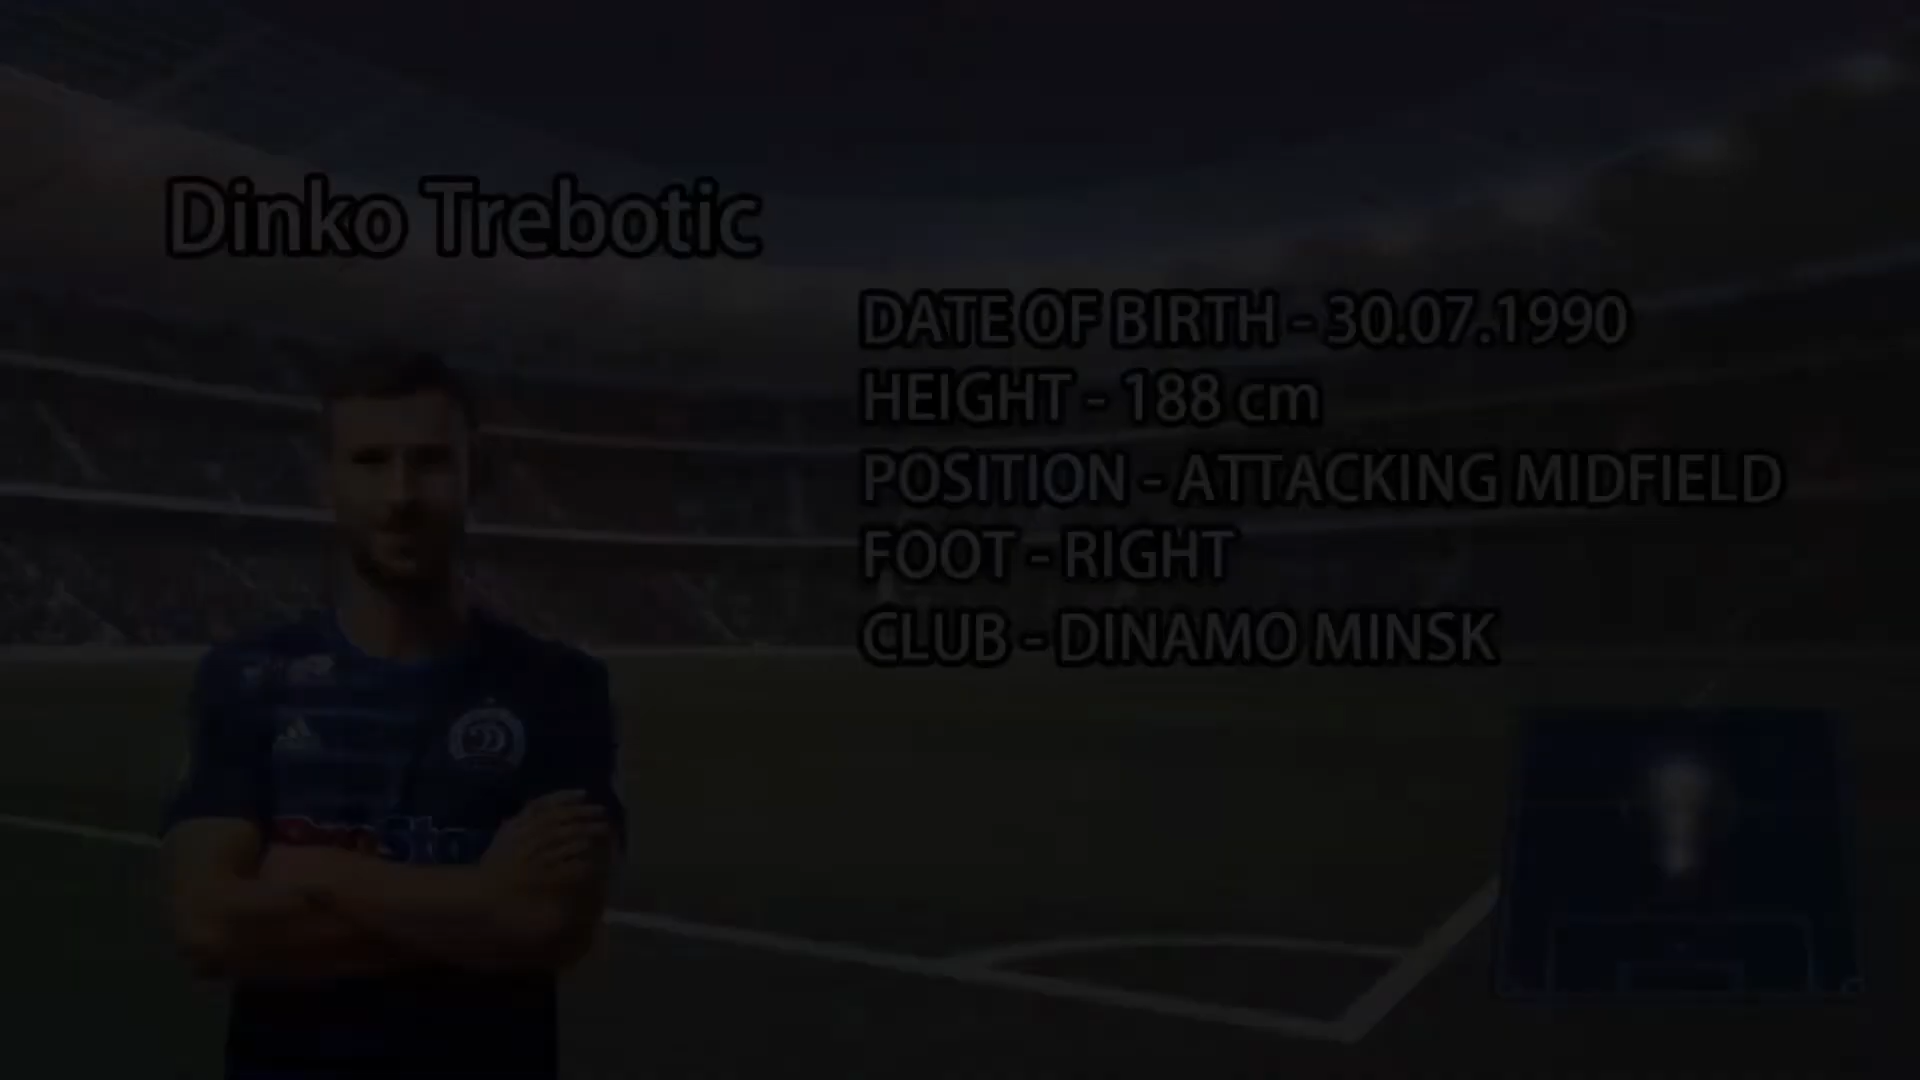 Dinko Trebotic
DATE OF BIRTH - 30.07.1990
HEIGHT - 188 cm
POSITION - ATTACKING MIDFIELD
FOOT - RIGHT
CLUB - DINAMO MINSK